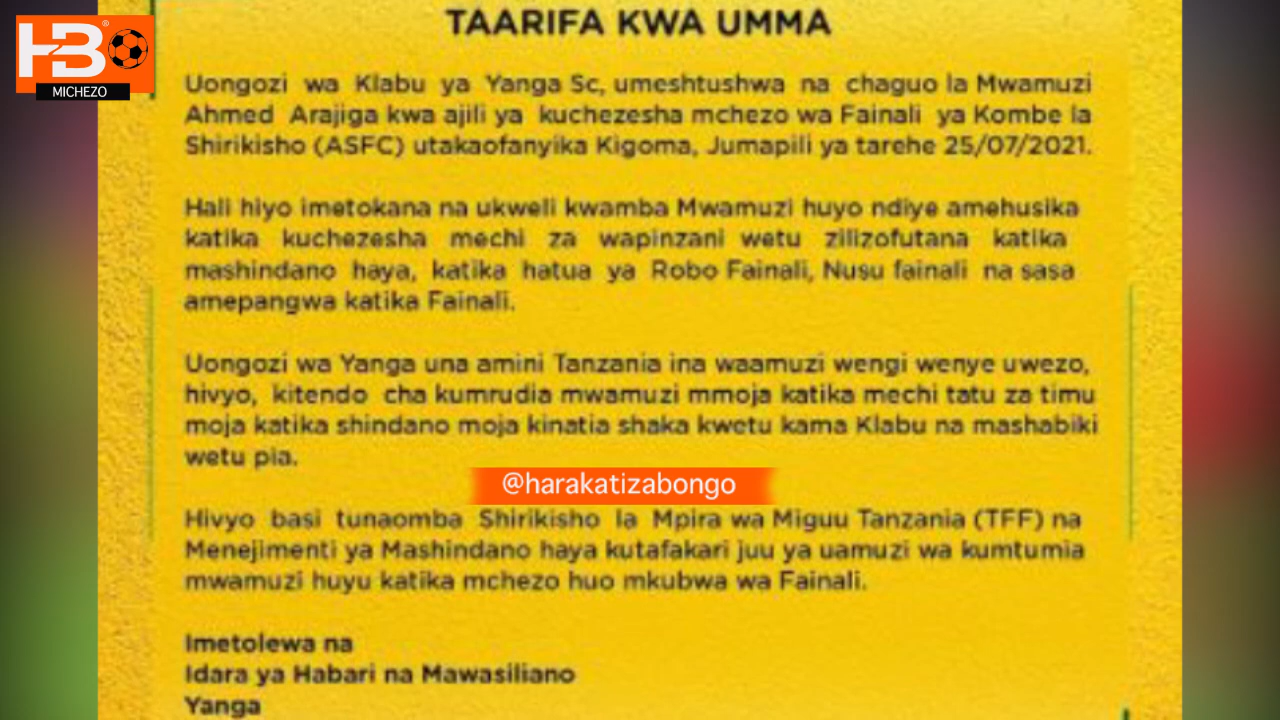 HB®
MICHEZO
TAARIFA KWA UMMA
Uongozi wa Klabu ya Yanga Sc, umeshtushwa na chaguo la Mwamuzi
Ahmed Arajiga kwa ajili ya kuchezesha mchezo wa Fainali ya Kombe la
Shirikisho (ASFC) utakaofanyika Kigoma, Jumapili ya tarehe 25/07/2021.
Hali hiyo imetokana na ukweli kwamba Mwamuzi huyo ndiye amehusika
katika kuchezesha mechi za wapinzani wetu zilizofutana katika
mashindano haya, katika hatua ya Robo Fainali, Nusu fainali na sasa
amepangwa katika Fainali.
Uongozi wa Yanga una amini Tanzania ina waamuzi wengi wenye uwezo,
hivyo, kitendo cha kumrudia mwamuzi mmoja katika mechi tatu za timu
moja katika shindano moja kinatia shaka kwetu kama Klabu na mashabiki
wetu pia.
@harakatizabongo
Hivyo basi tunaomba Shirikisho la Mpira wa Miguu Tanzania (TFF) na
Menejimenti ya Mashindano haya kutafakari juu ya uamuzi wa kumtumia
mwamuzi huyu katika mchezo huo mkubwa wa Fainali.
Imetolewa na
Idara ya Habari na Mawasiliano
Yanga